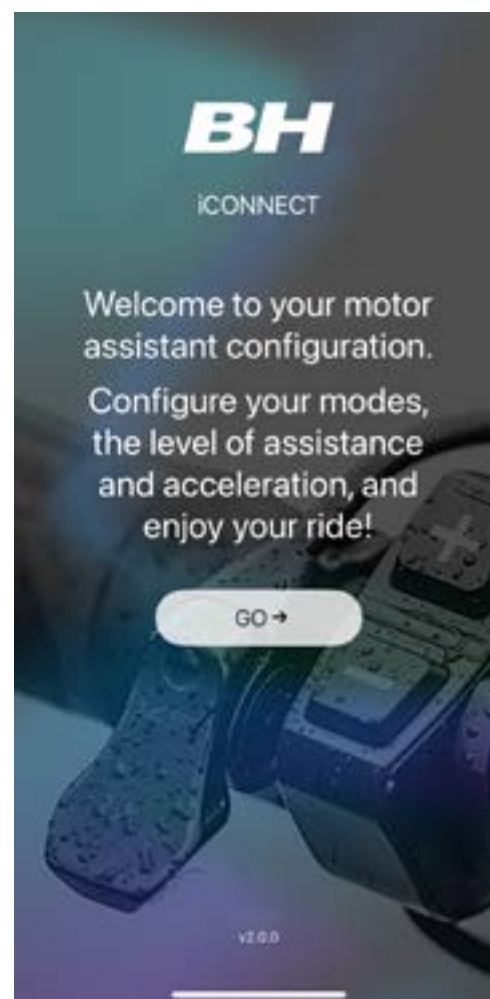 BH
iCONNECT
Welcome to your motor
assistant configuration.
Configure your modes,
the level of assistance
and acceleration, and
enjoy your ride!
GO →
v2.0.0